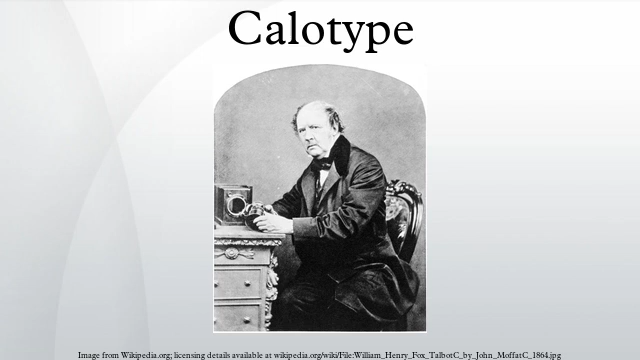 Calotype
Image from Wikipedia.org; licensing details available at wikipedia.org/wiki/File:William_Henry_Fox_TalbotC_by_John_MoffatC_1864.jpg